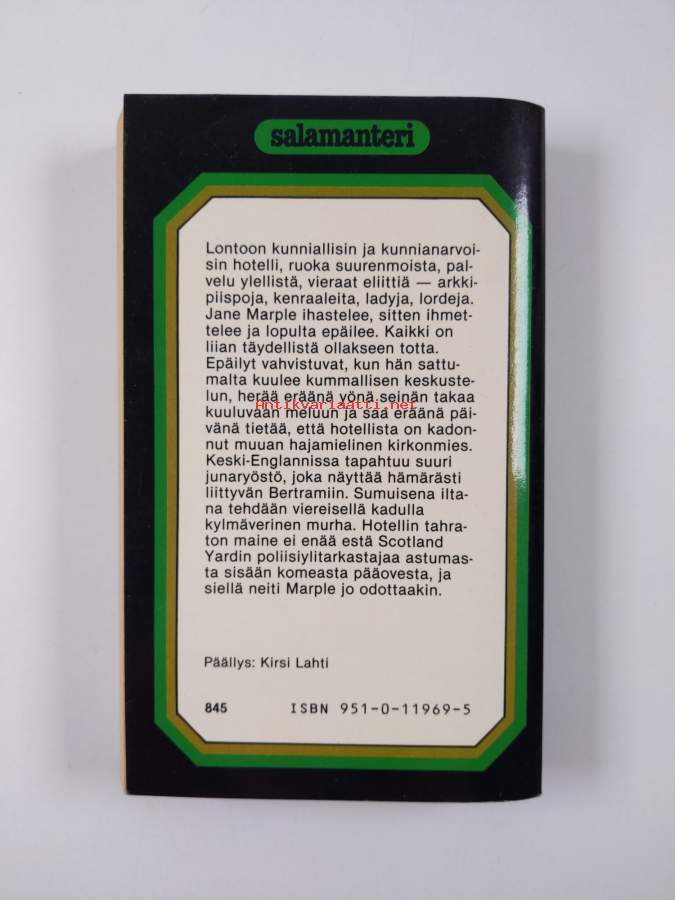 salamanteri
Lontoon kunniallisin ja kunnianarvoi-
sin hotelli, ruoka suurenmoista, pal-
velu ylellistä, vieraat eliittiä — arkki-
piispoja, kenraaleita, ladyja, lordeja.
Jane Marple ihastelee, sitten ihmet-
telee ja lopulta epäilee. Kaikki on
liian täydellistä ollakseen totta.
Epäilyt vahvistuvat, kun hän sattu-
malta kuulee kummallisen keskuste-
lun, herää eräänä yönä seinän takaa
Antikvariaatti.net
kuuluvaan meluun ja saa eräänä päi-
vänä tietää, että hotellista on kadon-
nut muuan hajamielinen kirkonmies.
Keski-Englannissa tapahtuu suuri
junaryöstö, joka näyttää hämärästi
liittyvän Bertramiin. Sumuisena ilta-
na tehdään viereisellä kadulla
kylmäverinen murha. Hotellin tahra-
ton maine ei enää estä Scotland
Yardin poliisiylitarkastajaa astumas-
ta sisään komeasta pääovesta, ja
siellä neiti Marple jo odottaakin.
Päällys: Kirsi Lahti
845 ISBN 951-0-11969-5